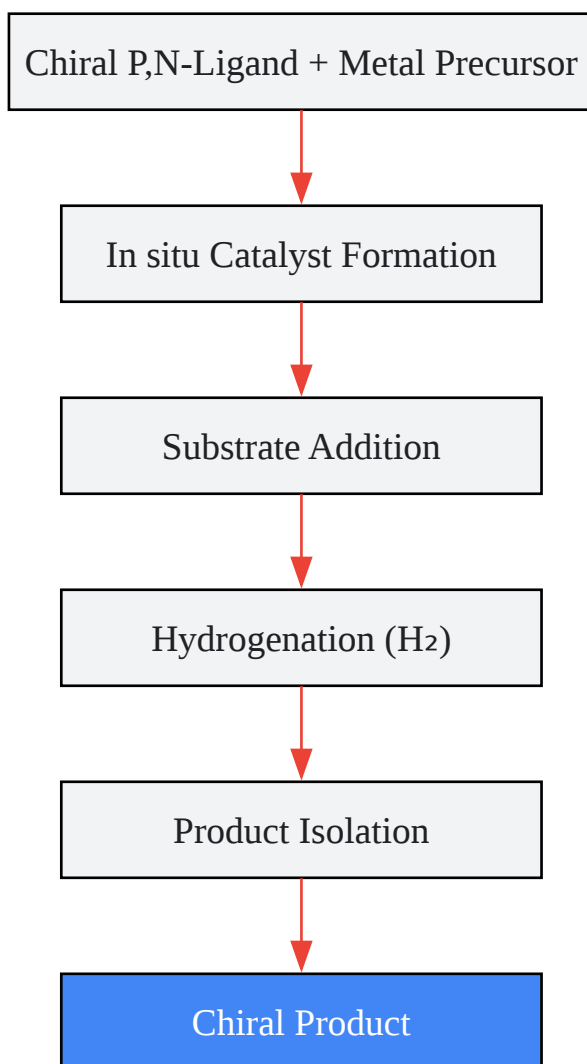 Chiral P,N-Ligand + Metal Precursor
In situ Catalyst Formation
Substrate Addition
Hydrogenation (H₂)
Product Isolation
Chiral Product